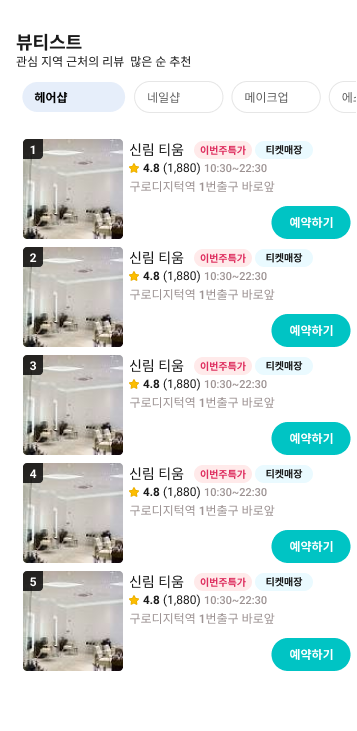 뷰티스트
관심 지역 근처의 리뷰 많은 순 추천
헤어샵 네일샵 메이크업 에스
1 신림 티움 이번주특가 티켓매장
4.8 (1,880) 10:30~22:30
구로디지턱역 1번출구 바로앞
예약하기
2 신림 티움 이번주특가 티켓매장
4.8 (1,880) 10:30~22:30
구로디지턱역 1번출구 바로앞
예약하기
3 신림 티움 이번주특가 티켓매장
4.8 (1,880) 10:30~22:30
구로디지턱역 1번출구 바로앞
예약하기
4 신림 티움 이번주특가 티켓매장
4.8 (1,880) 10:30~22:30
구로디지턱역 1번출구 바로앞
예약하기
5 신림 티움 이번주특가 티켓매장
4.8 (1,880) 10:30~22:30
구로디지턱역 1번출구 바로앞
예약하기